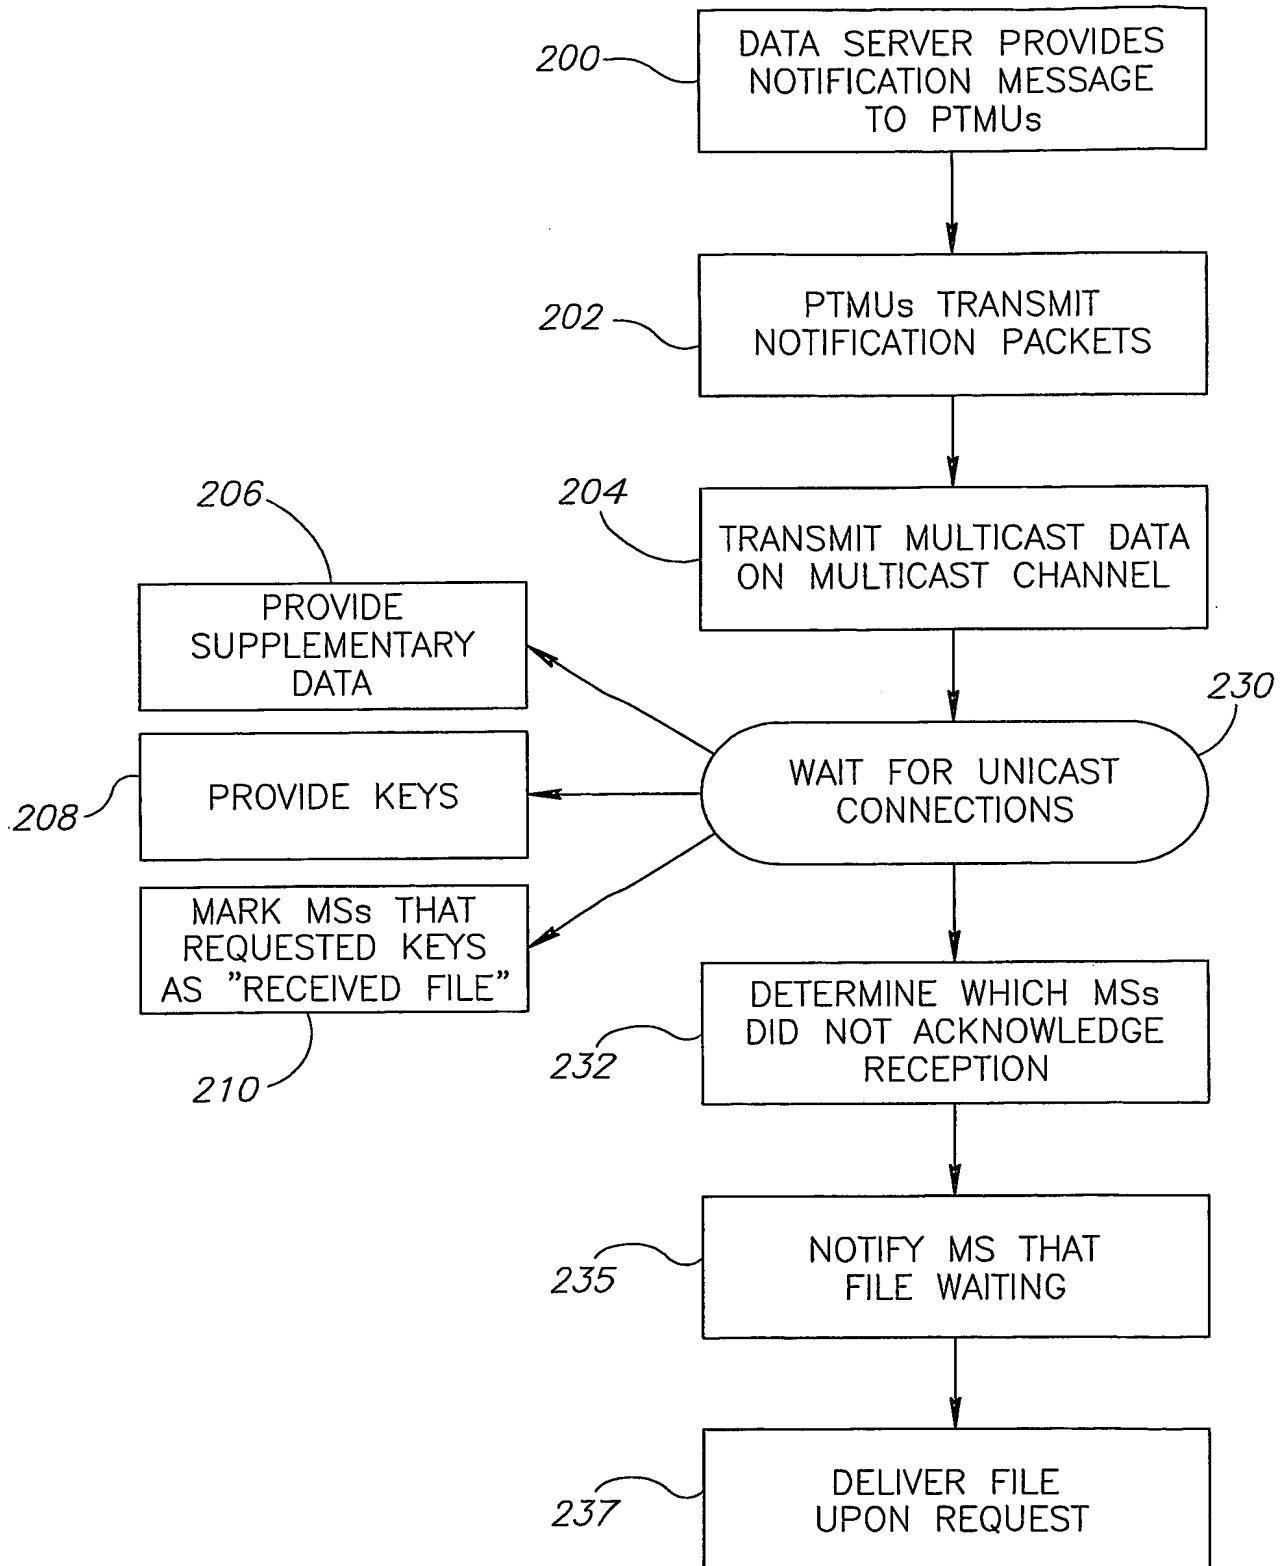 200
DATA SERVER PROVIDES
NOTIFICATION MESSAGE
TO PTMUs
202
PTMUs TRANSMIT
NOTIFICATION PACKETS
204
TRANSMIT MULTICAST DATA
ON MULTICAST CHANNEL
206
PROVIDE
SUPPLEMENTARY
DATA
230
WAIT FOR UNICAST
CONNECTIONS
208
PROVIDE KEYS
MARK MSs THAT
REQUESTED KEYS
AS "RECEIVED FILE"
210
232
DETERMINE WHICH MSs
DID NOT ACKNOWLEDGE
RECEPTION
235
NOTIFY MS THAT
FILE WAITING
237
DELIVER FILE
UPON REQUEST